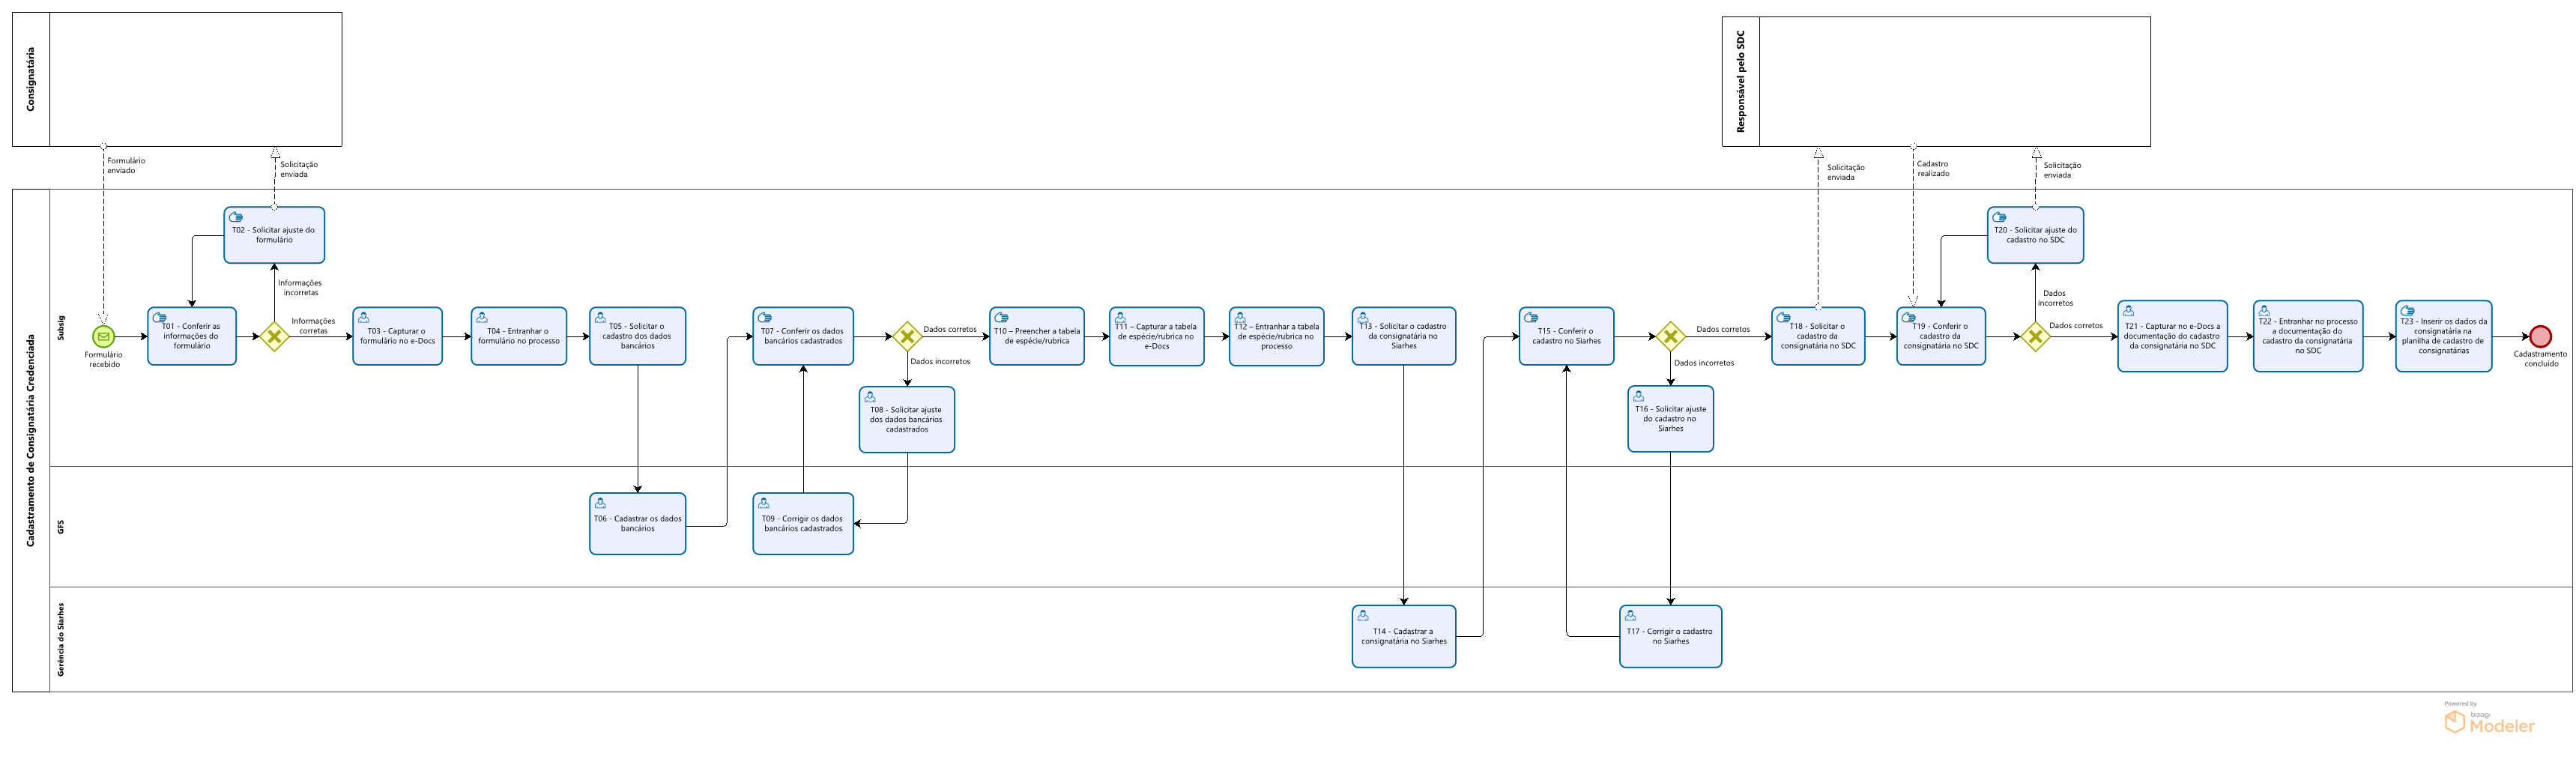 Consignatária
Responsável pelo SDC
Formulário
enviado
Solicitação
enviada
Solicitação
enviada
Cadastro
realizado
Solicitação
enviada
Cadastramento de Consignatária Credenciada
Subsig
T02 - Solicitar ajuste do
formulário
T20 - Solicitar ajuste do
cadastro no SDC
Informações
incorretas
Dados
incorretos
Formulário
recebido
T01 - Conferir as
informações do
formulário
Informações
corretas
T03 - Capturar o
formulário no e-Docs
T04 - Entranhar o
formulário no processo
T05 - Solicitar o
cadastro dos dados
bancários
T07 - Conferir os dados
bancários cadastrados
Dados corretos
Dados incorretos
T10 – Preencher a tabela
de espécie/rubrica
T11 – Capturar a tabela
de espécie/rubrica no
e-Docs
T12 – Entranhar a tabela
de espécie/rubrica no
processo
T13 - Solicitar o cadastro
da consignatária no
Siarhes
T15 - Conferir o
cadastro no Siarhes
Dados corretos
Dados incorretos
T18 - Solicitar o
cadastro da
consignatária no SDC
T19 - Conferir o
cadastro da
consignatária no SDC
Dados corretos
T21 - Capturar no e-Docs a
documentação do cadastro
da consignatária no SDC
T22 - Entranhar no processo
a documentação do
cadastro da consignatária
no SDC
T23 - Inserir os dados da
consignatária na
planilha de cadastro de
consignatárias
Cadastramento
concluído
T08 - Solicitar ajuste
dos dados bancários
cadastrados
T16 - Solicitar ajuste
do cadastro no
Siarhes
GFS
T06 - Cadastrar os dados
bancários
T09 - Corrigir os dados
bancários cadastrados
Gerência do Siarhes
T14 - Cadastrar a
consignatária no Siarhes
T17 - Corrigir o cadastro
no Siarhes
Powered by
bizagi
Modeler